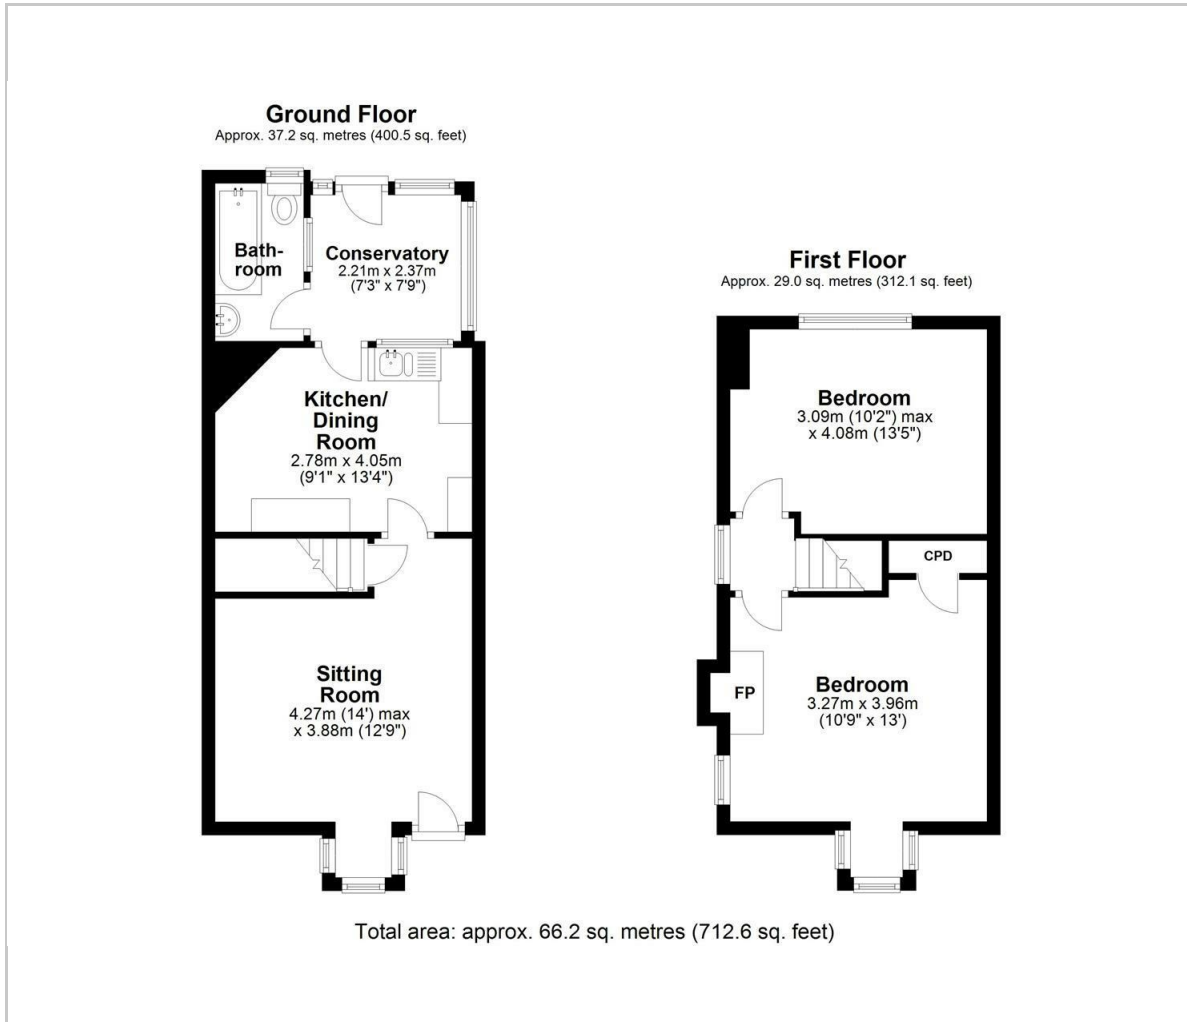 Ground Floor
Approx. 37.2 sq. metres (400.5 sq. feet)
Bath-
room
Conservatory
2.21m x 2.37m
(7'3" x 7'9")
Kitchen/
Dining
Room
2.78m x 4.05m
(9'1" x 13'4")
Sitting
Room
4.27m (14') max
x 3.88m (12'9")
First Floor
Approx. 29.0 sq. metres (312.1 sq. feet)
Bedroom
3.09m (10'2") max
x 4.08m (13'5")
CPD
FP
Bedroom
3.27m x 3.96m
(10'9" x 13')
Total area: approx. 66.2 sq. metres (712.6 sq. feet)